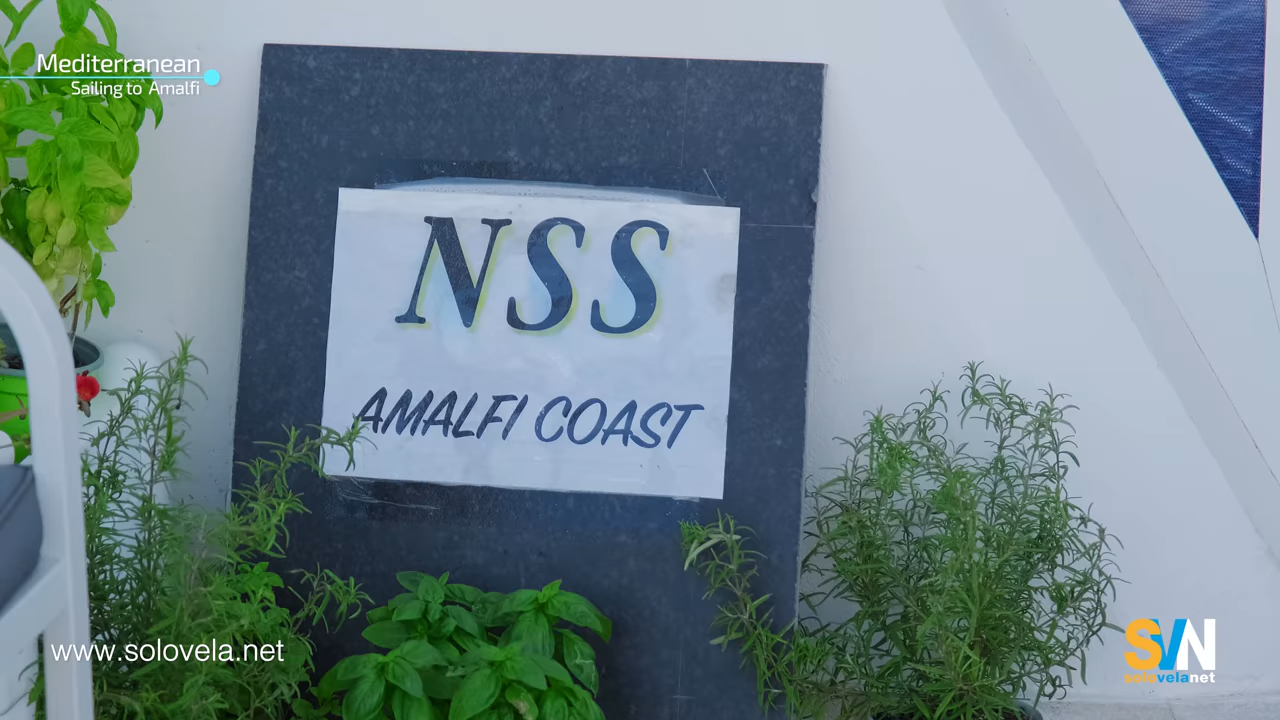 Mediterranean
Sailing to Amalfi
NSS
AMALFI COAST
www.solovela.net
SVN
solovelanet